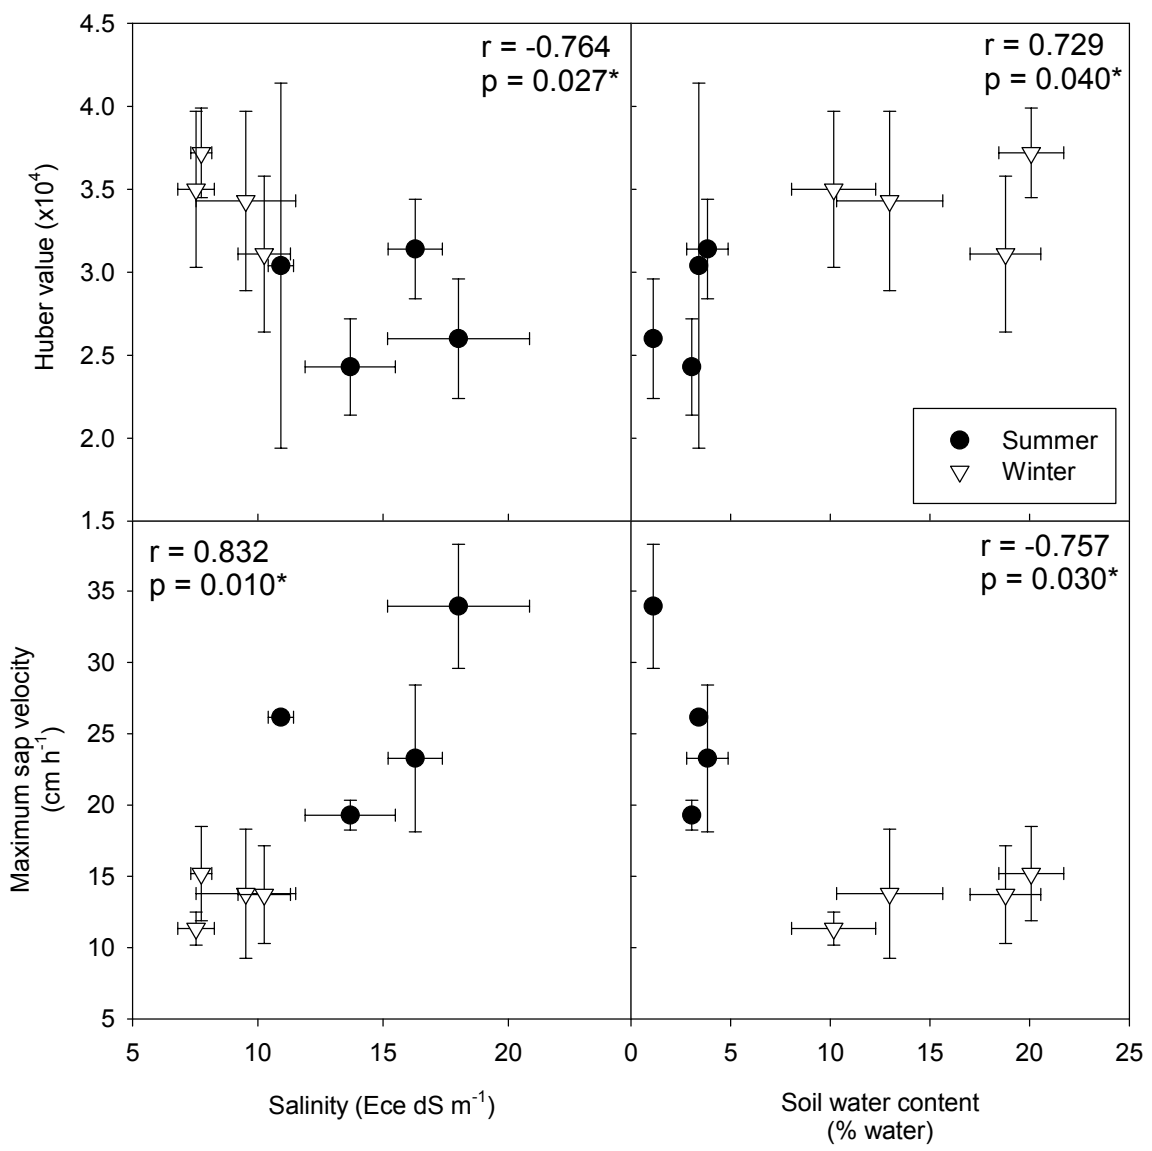 4.5
4.0
3.5
3.0
2.5
2.0
1.5
Huber value (x10⁴)
r = -0.764
p = 0.027*
r = 0.729
p = 0.040*
Summer
Winter
35
30
25
20
15
10
5
Maximum sap velocity
(cm h⁻¹)
r = 0.832
p = 0.010*
r = -0.757
p = 0.030*
5 10 15 20
0 5 10 15 20 25
Salinity (Ece dS m⁻¹)
Soil water content
(% water)